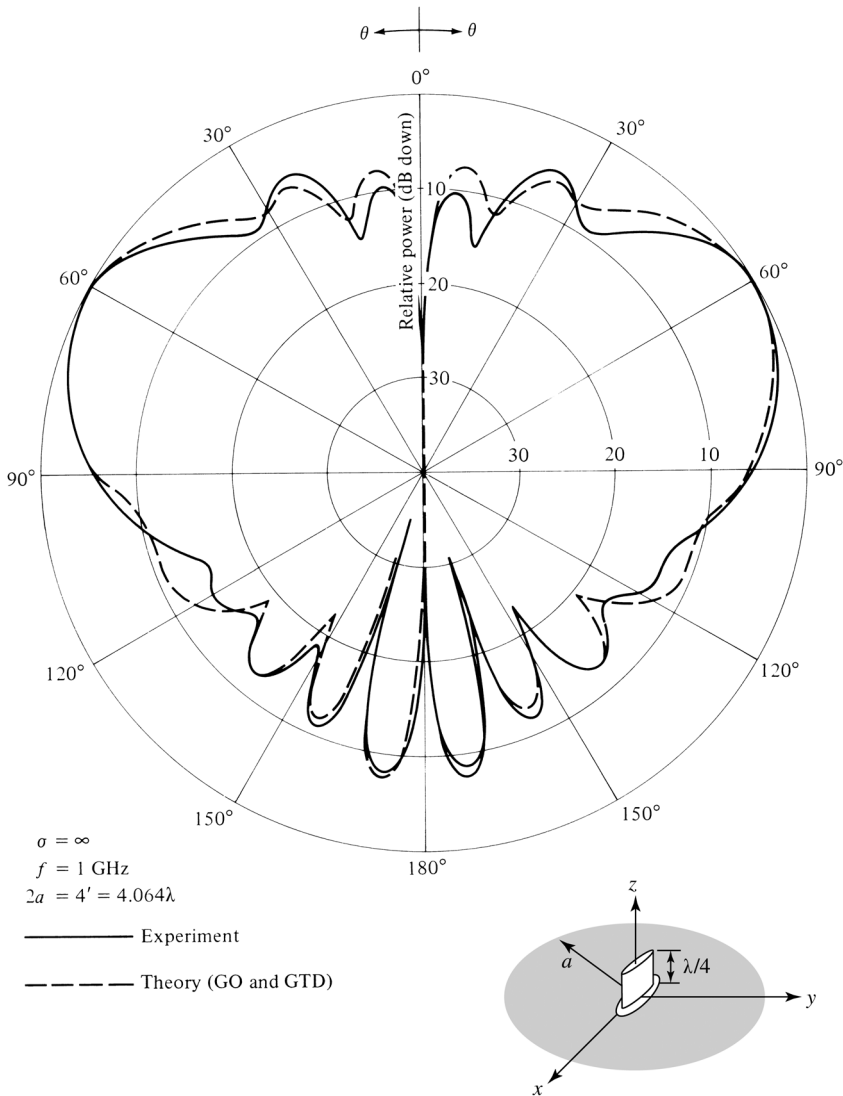 θ θ
0°
30° 30°
Relative power (dB down)
10
60° 60°
20
30
30 20 10
90° 90°
120° 120°
150° 150°
180°
σ = ∞
f = 1 GHz
2a = 4′ = 4.064λ
Experiment
Theory (GO and GTD)
z
a
λ/4
y
x